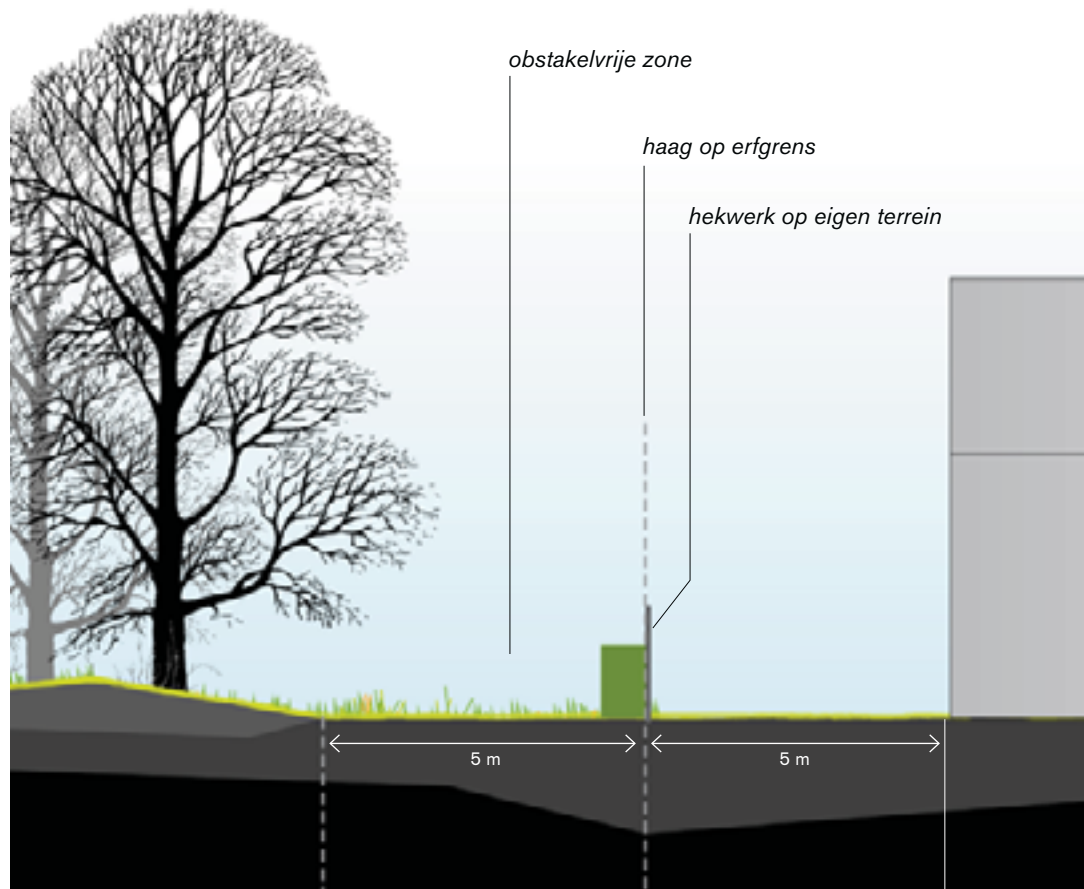 obstakelvrije zone
haag op erfgrens
hekwerk op eigen terrein
5 m
5 m